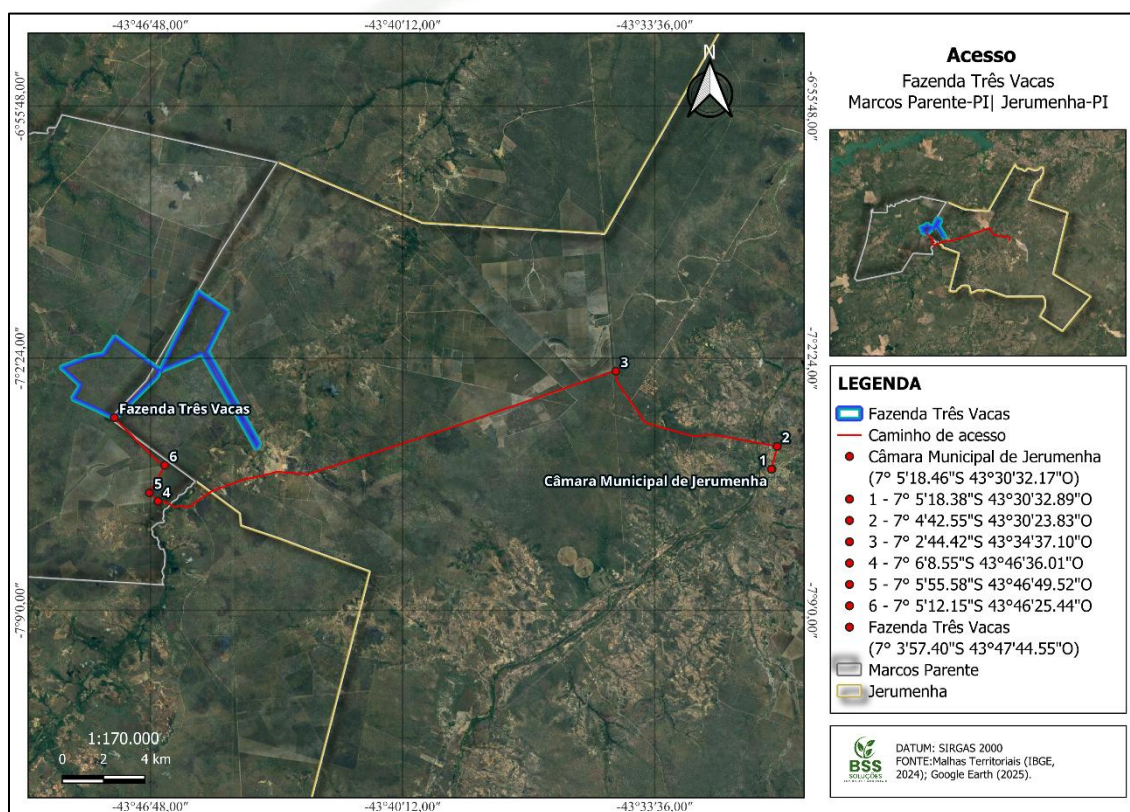 -43°46'48,00" -43°40'12,00" -43°33'36,00"
Acesso
Fazenda Três Vacas
Marcos Parente-PI| Jerumenha-PI
N
-6°55'48,00"
-6°55'48,00"
-7°2'24,00"
-7°2'24,00"
3
Fazenda Três Vacas
2
6
1
Câmara Municipal de Jerumenha
5
4
-7°9'0,00"
-7°9'0,00"
1:170.000
0 2 4 km
-43°46'48,00" -43°40'12,00" -43°33'36,00"
LEGENDA
Fazenda Três Vacas
Caminho de acesso
Câmara Municipal de Jerumenha
(7° 5'18.46"S 43°30'32.17"O)
1 - 7° 5'18.38"S 43°30'32.89"O
2 - 7° 4'42.55"S 43°30'23.83"O
3 - 7° 2'44.42"S 43°34'37.10"O
4 - 7° 6'8.55"S 43°46'36.01"O
5 - 7° 5'55.58"S 43°46'49.52"O
6 - 7° 5'12.15"S 43°46'25.44"O
Fazenda Três Vacas
(7° 3'57.40"S 43°47'44.55"O)
Marcos Parente
Jerumenha
BSS
SOLUÇÕES
DATUM: SIRGAS 2000
FONTE:Malhas Territoriais (IBGE,
2024); Google Earth (2025).